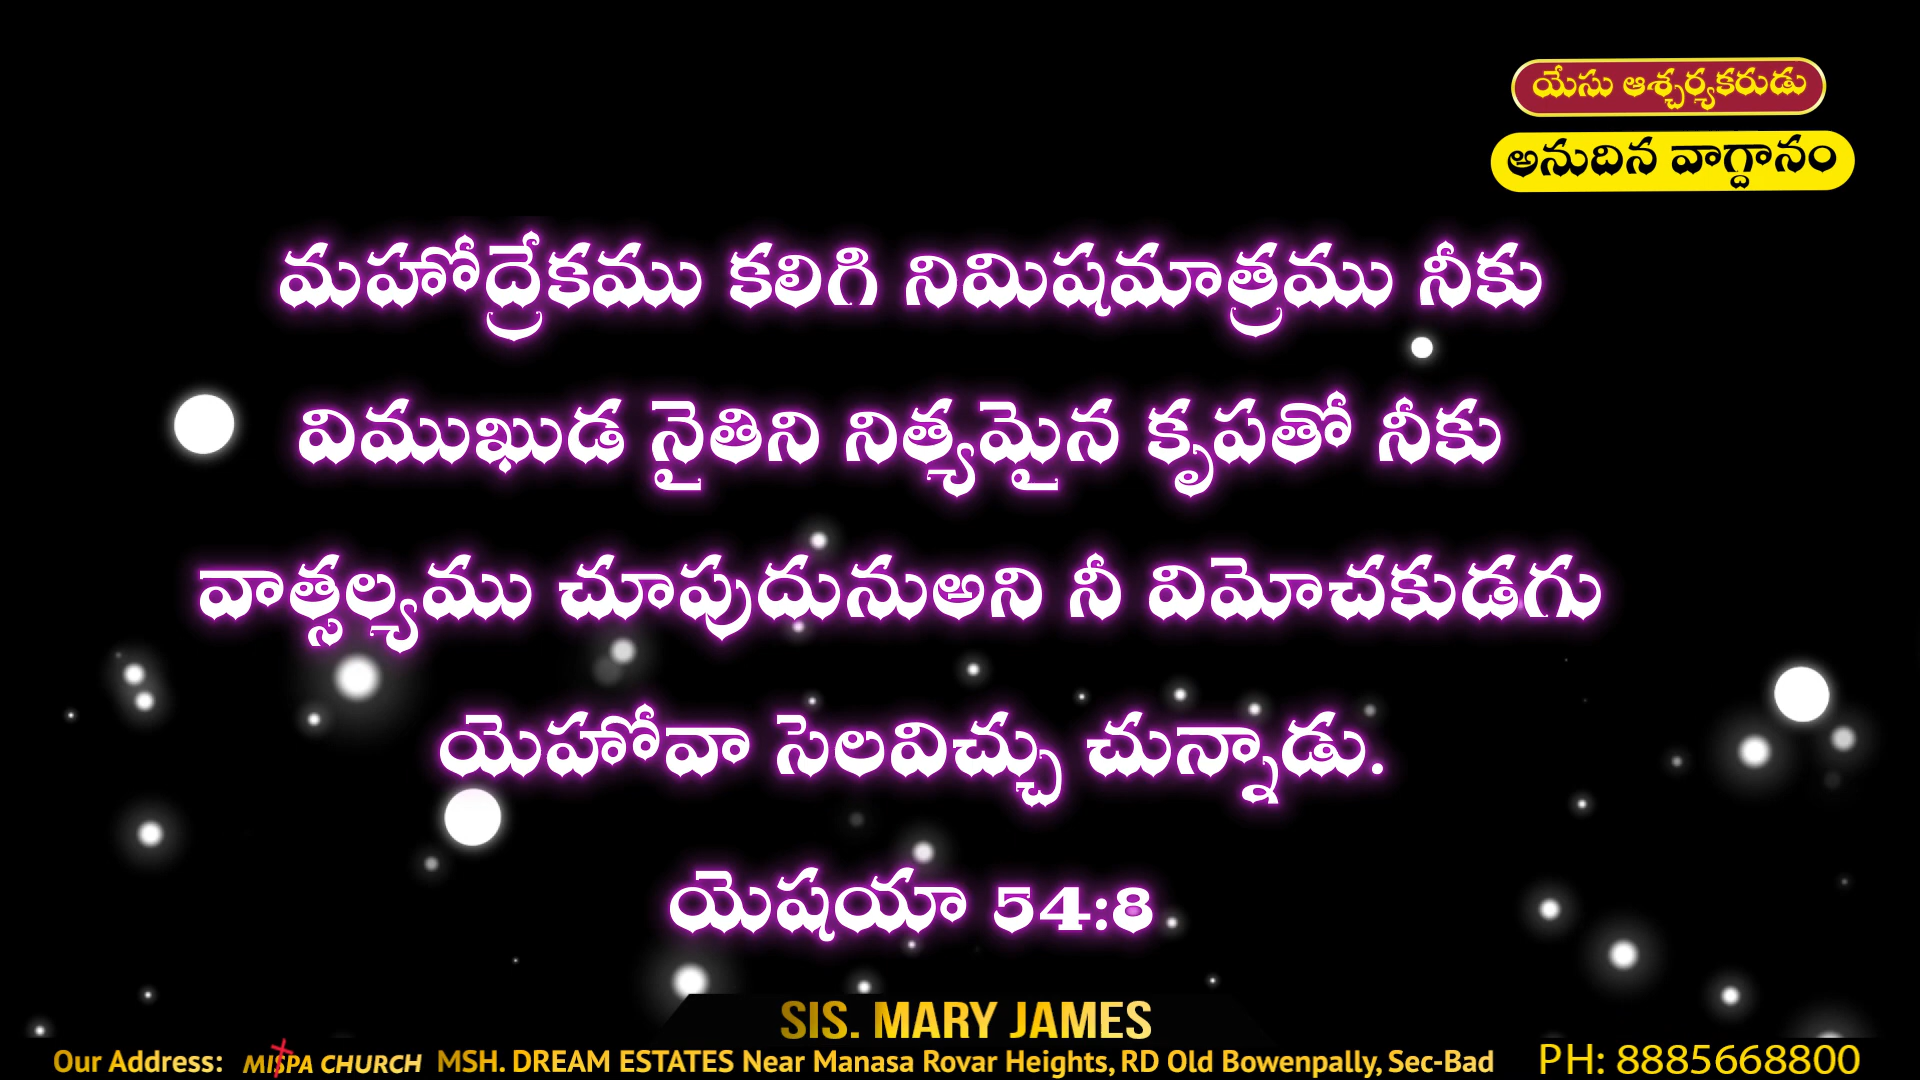 యేసు ఆశ్చర్యకరుడు
అనుదిన వాగ్దానం
మహోద్రేకము కలిగి నిమిషమాత్రము నీకు
విముఖుడ నైతిని నిత్యమైన కృపతో నీకు
వాత్సల్యము చూపుదునుఅని నీ విమోచకుడగు
యెహోవా సెలవిచ్చు చున్నాడు.
యెషయా 54:8
SIS. MARY JAMES
Our Address: MISPA CHURCH MSH. DREAM ESTATES Near Manasa Rovar Heights, RD Old Bowenpally, Sec-Bad PH: 8885668800